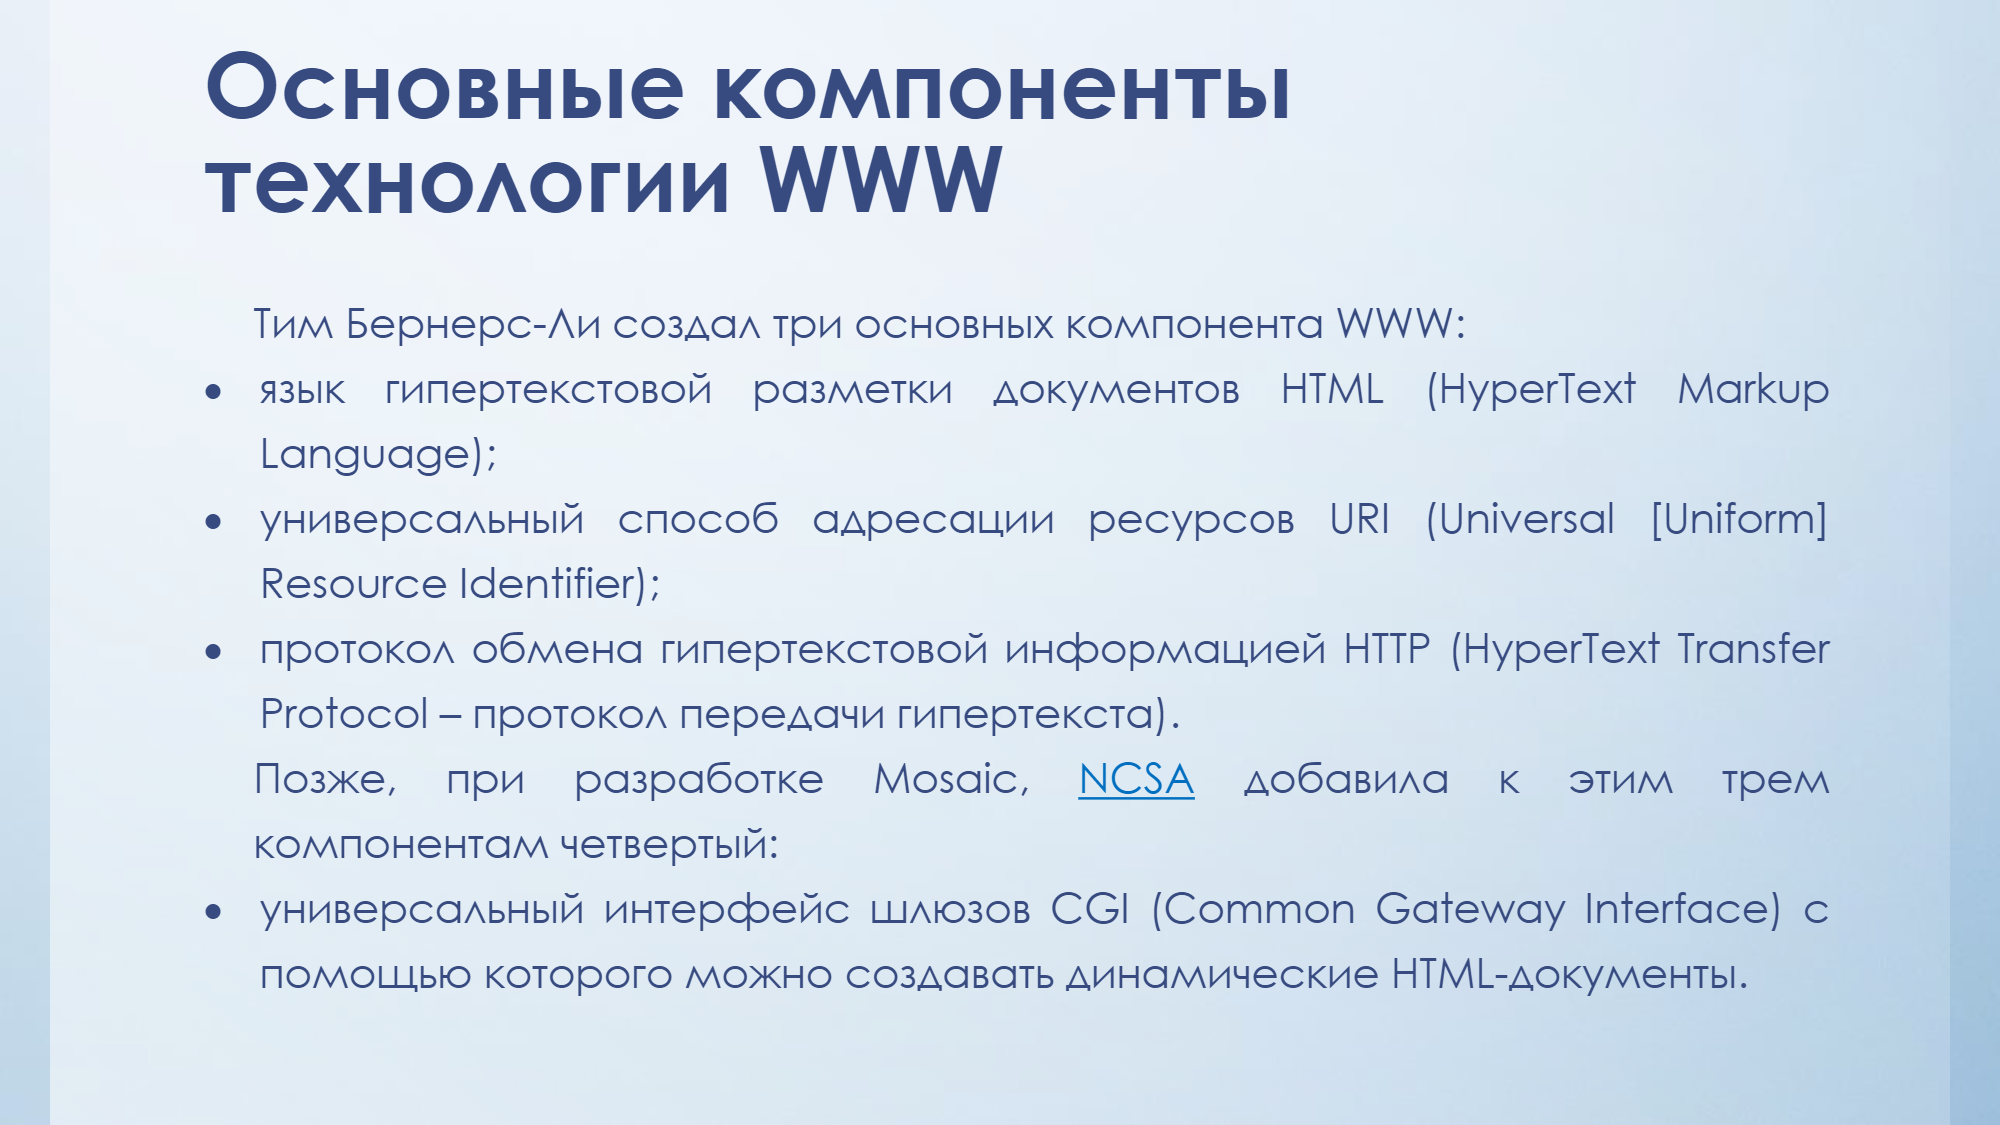 Основные компоненты
технологии WWW
Тим Бернерс-Ли создал три основных компонента WWW:
• язык гипертекстовой разметки документов HTML (HyperText Markup
Language);
• универсальный способ адресации ресурсов URI (Universal [Uniform]
Resource Identifier);
• протокол обмена гипертекстовой информацией HTTP (HyperText Transfer
Protocol – протокол передачи гипертекста).
Позже, при разработке Mosaic, NCSA добавила к этим трем
компонентам четвертый:
• универсальный интерфейс шлюзов CGI (Common Gateway Interface) с
помощью которого можно создавать динамические HTML-документы.